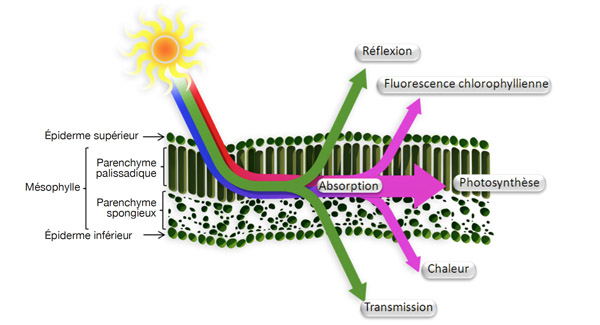 Réflexion
Fluorescence chlorophyllienne
Épiderme supérieur
Parenchyme
palissadique
Mésophylle
Absorption
Photosynthèse
Parenchyme
spongieux
Épiderme inférieur
Chaleur
Transmission